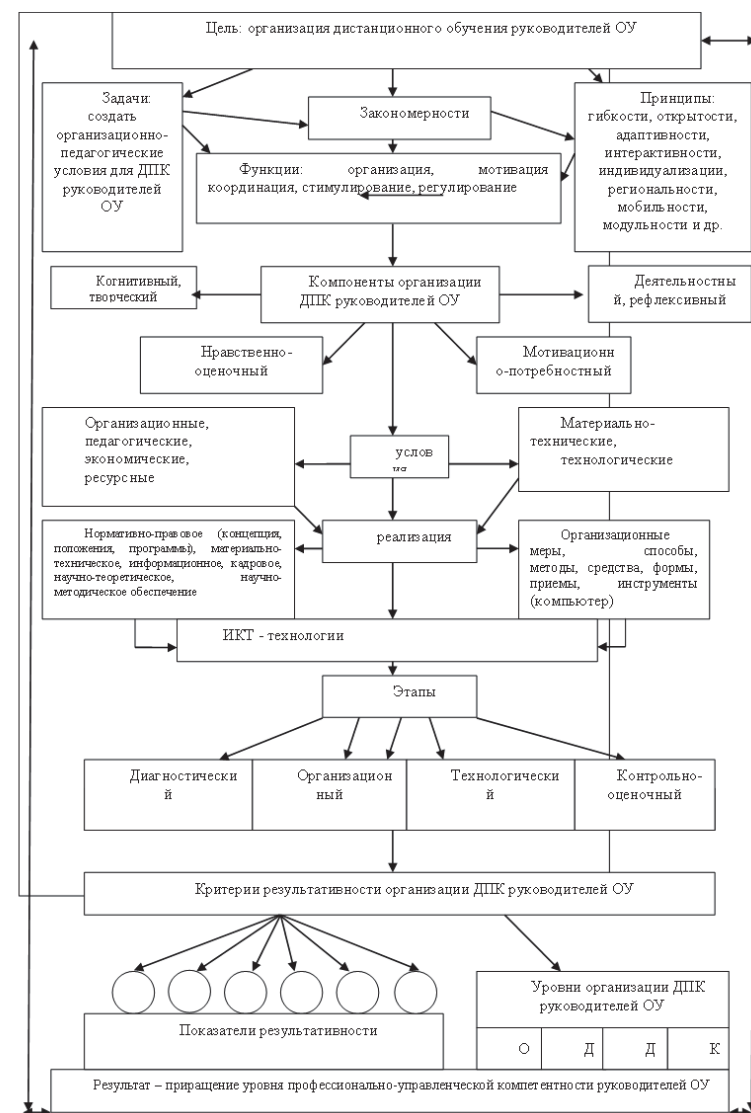 Цель: организация дистанционного обучения руководителей ОУ
Задачи:
создать
организационно-
педагогические
условия для ДПК
руководителей
ОУ
Закономерности
Принципы:
гибкости, открытости,
адаптивности,
интерактивности,
индивидуализации,
региональности,
мобильности,
модульности и др.
Функции: организация, мотивация
координация, стимулирование, регулирование
Когнитивный,
творческий
Компоненты организации
ДПК руководителей ОУ
Деятельностны
й, рефлексивный
Нравственно-
оценочный
Мотивационн
о-потребностный
Организационные,
педагогические,
экономические,
ресурсные
услов
Материально-
технические,
технологические
Нормативно-правовое (концепция,
положения, программы), материально-
техническое, информационное, кадровое,
научно-теоретическое, научно-
методическое обеспечение
реализация
Организационные
меры, способы,
методы, средства, формы,
приемы, инструменты
(компьютер)
ИКТ - технологии
Этапы
Диагностически
й
Организацион
ный
Технологически
й
Контрольно-
оценочный
Критерии результативности организации ДПК руководителей ОУ
Показатели результативности
Уровни организации ДПК
руководителей ОУ
О Д Д К
Результат – приращение уровня профессионально-управленческой компетентности руководителей ОУ